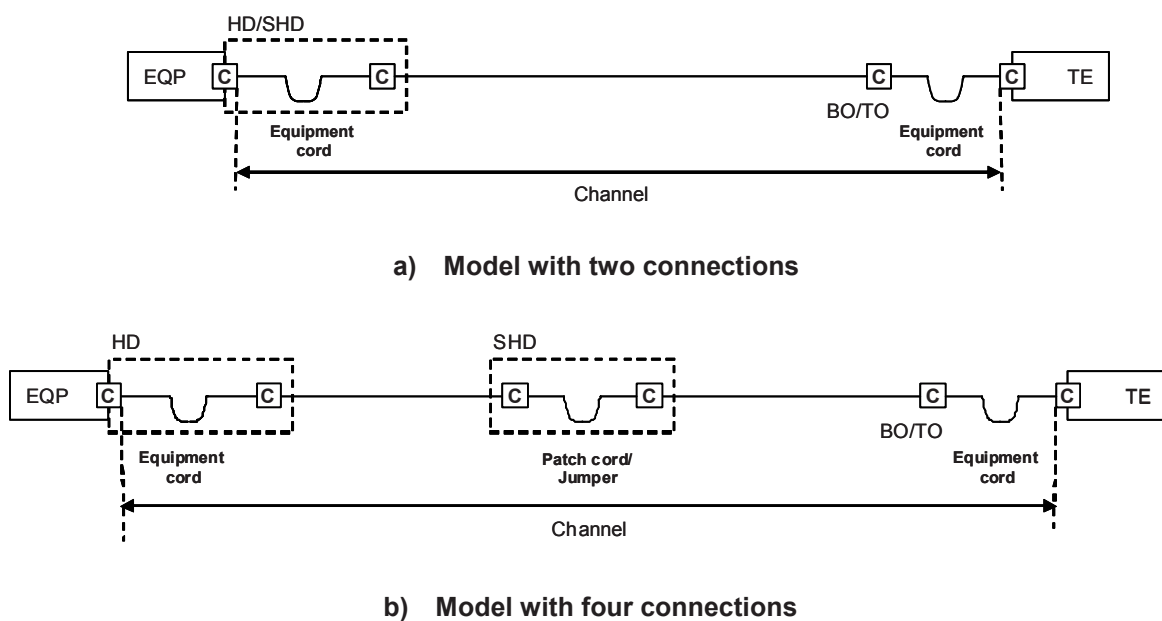 HD/SHD
EQP
C
C
C
C
TE
BO/TO
Equipment
cord
Equipment
cord
Channel
a) Model with two connections
HD
SHD
EQP
C
C
C
C
C
C
TE
BO/TO
Equipment
cord
Patch cord/
Jumper
Equipment
cord
Channel
b) Model with four connections